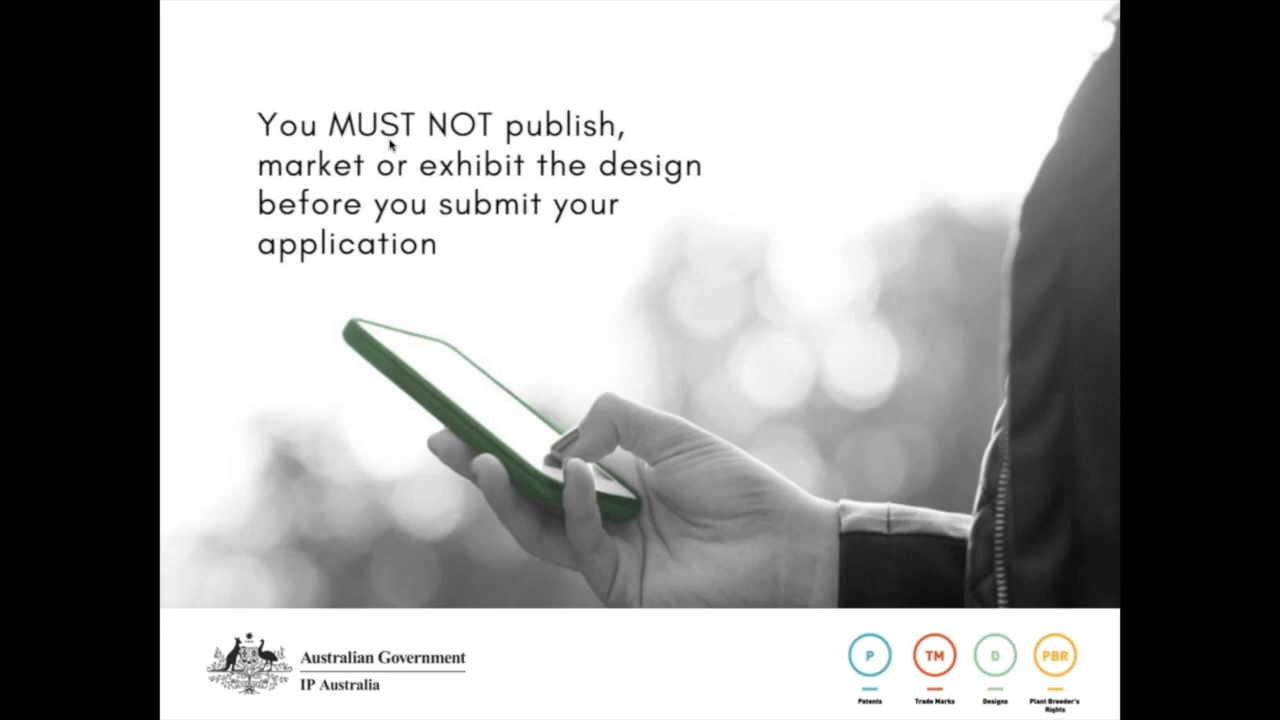 You MUST NOT publish,
market or exhibit the design
before you submit your
application
Australian Government
IP Australia
P
TM
D
PBR
Patents
Trade Marks
Designs
Plant Breeder's
Rights